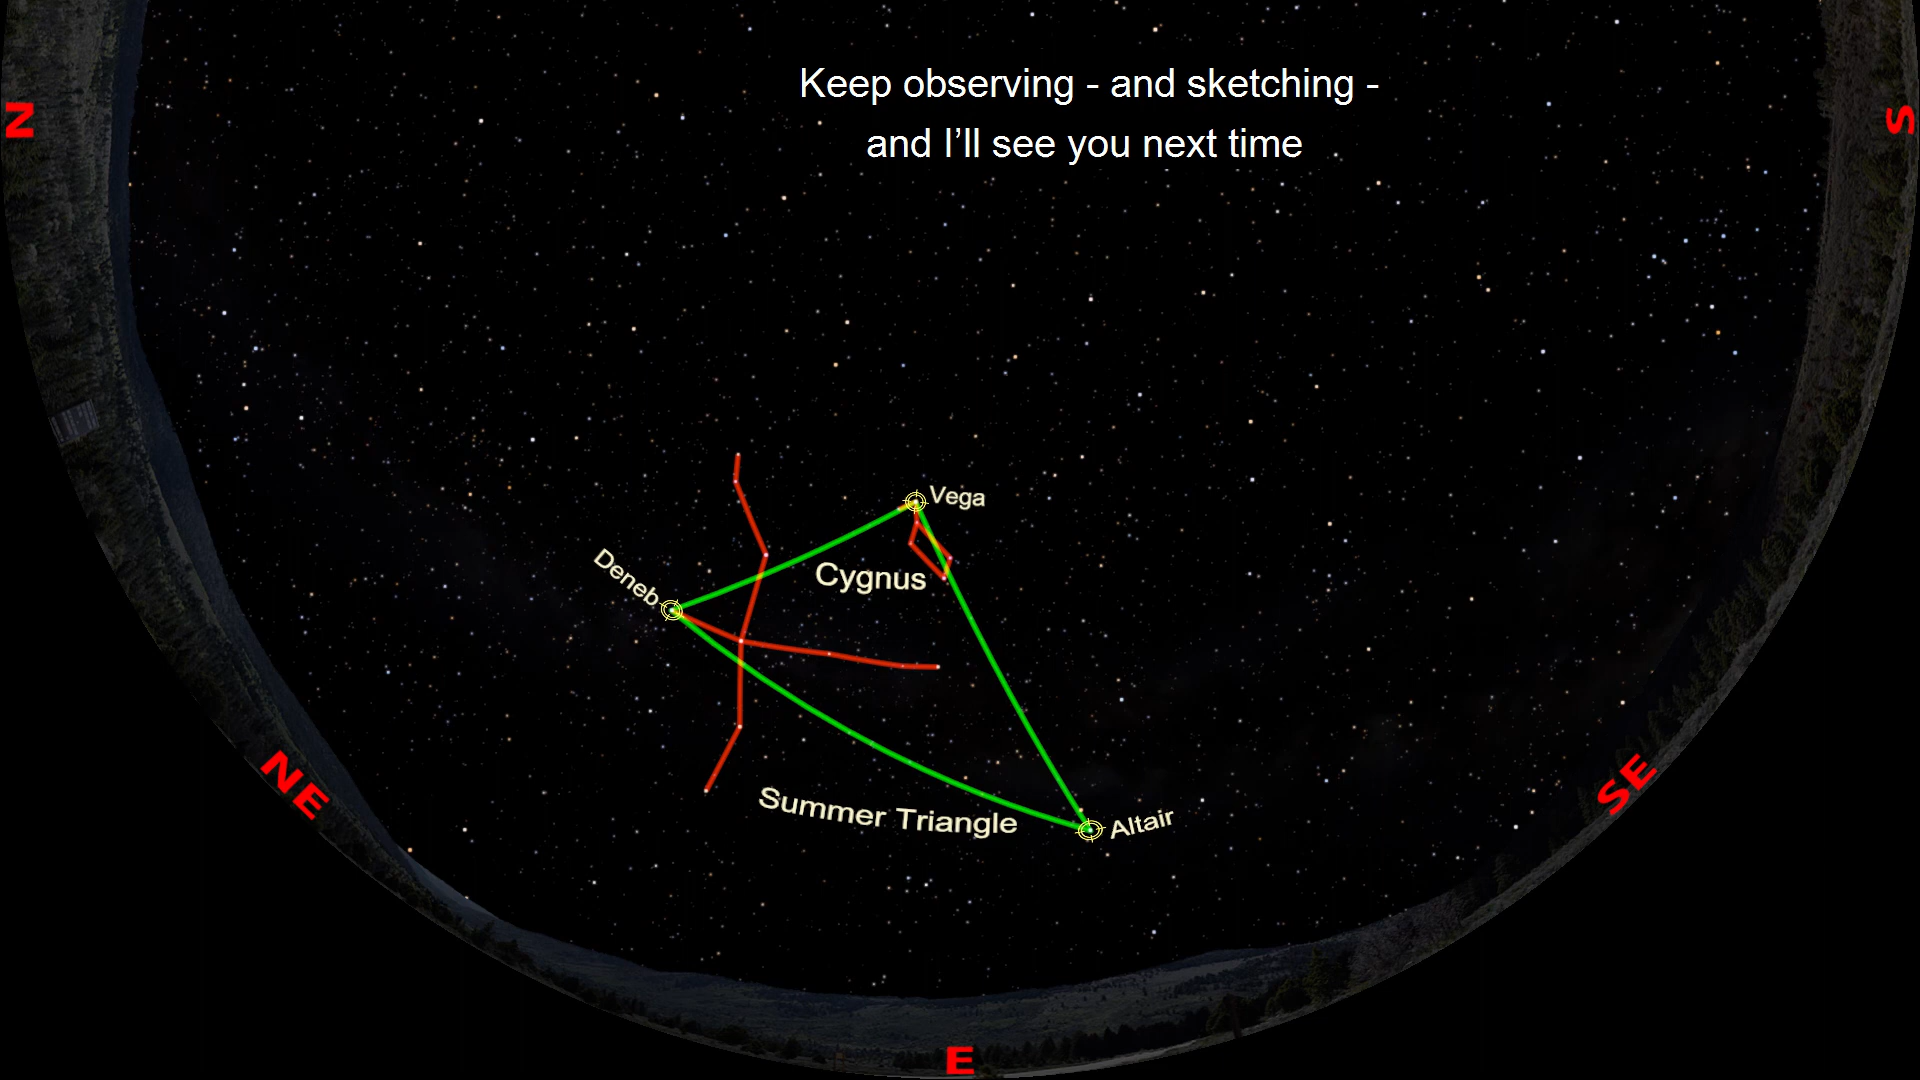 Keep observing - and sketching -
and I’ll see you next time
N
S
Vega
Deneb
Cygnus
NE
SE
Summer Triangle
Altair
E